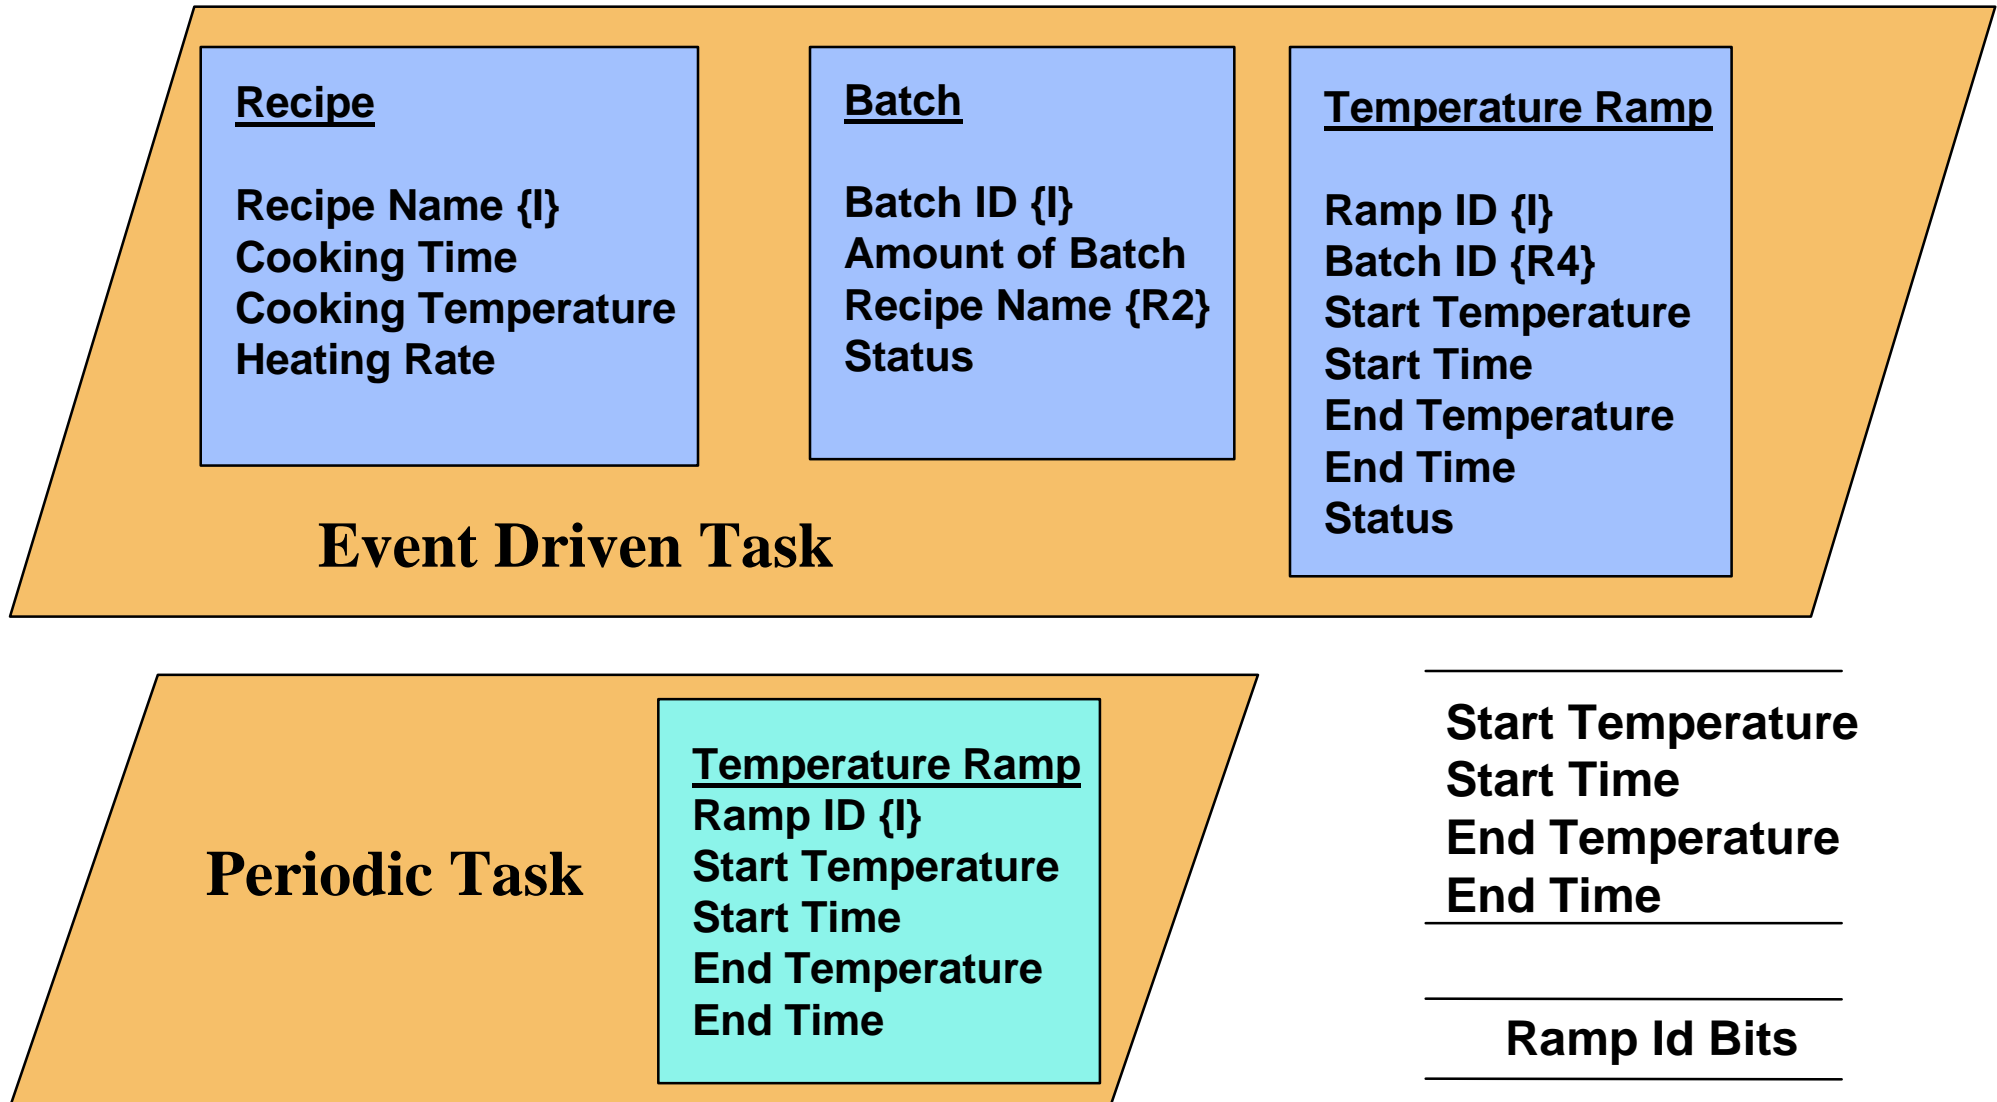 Recipe
Recipe Name {I}
Cooking Time
Cooking Temperature
Heating Rate
Batch
Batch ID {I}
Amount of Batch
Recipe Name {R2}
Status
Temperature Ramp
Ramp ID {I}
Batch ID {R4}
Start Temperature
Start Time
End Temperature
End Time
Status
Event Driven Task
Periodic Task
Temperature Ramp
Ramp ID {I}
Start Temperature
Start Time
End Temperature
End Time
Start Temperature
Start Time
End Temperature
End Time
Ramp Id Bits